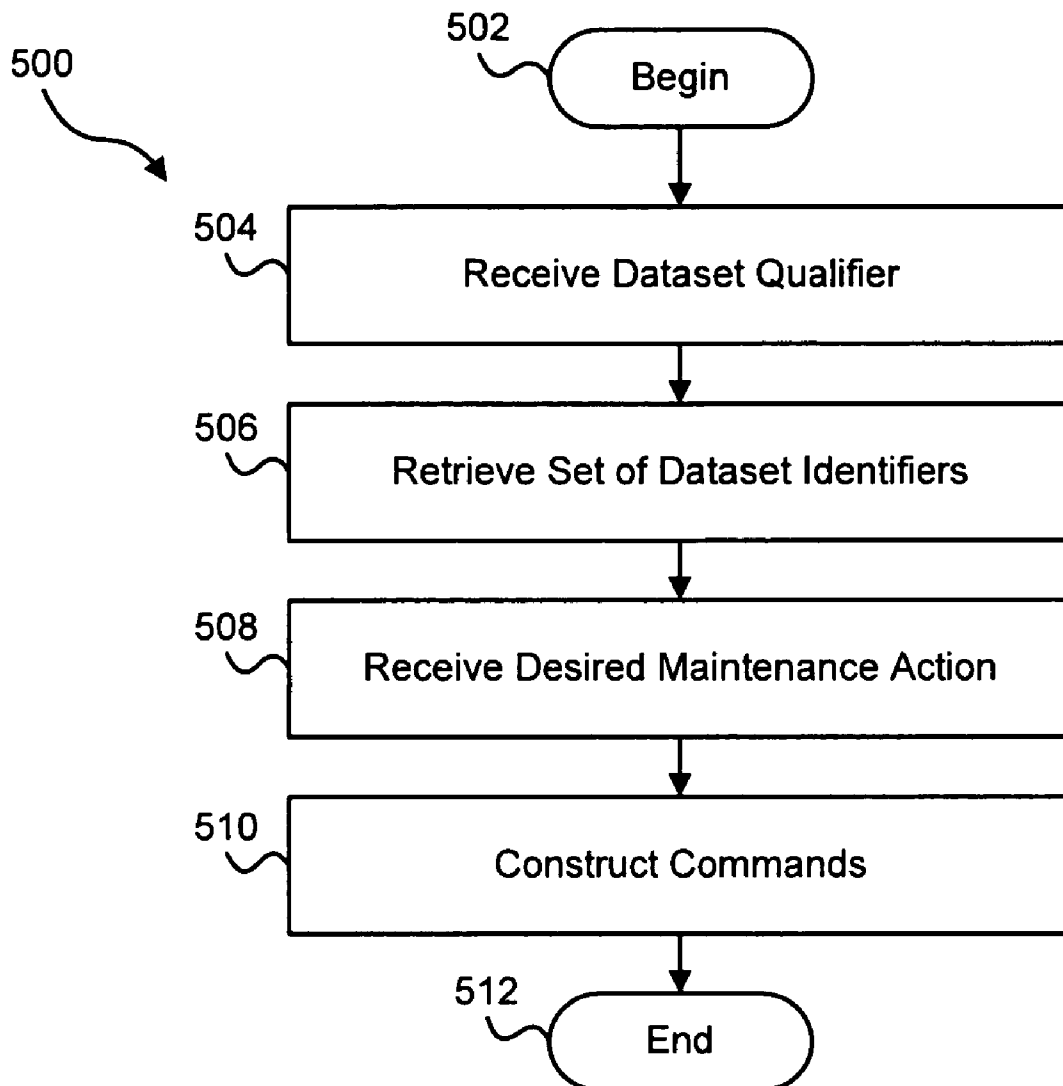 500
502
Begin
504
Receive Dataset Qualifier
506
Retrieve Set of Dataset Identifiers
508
Receive Desired Maintenance Action
510
Construct Commands
512
End